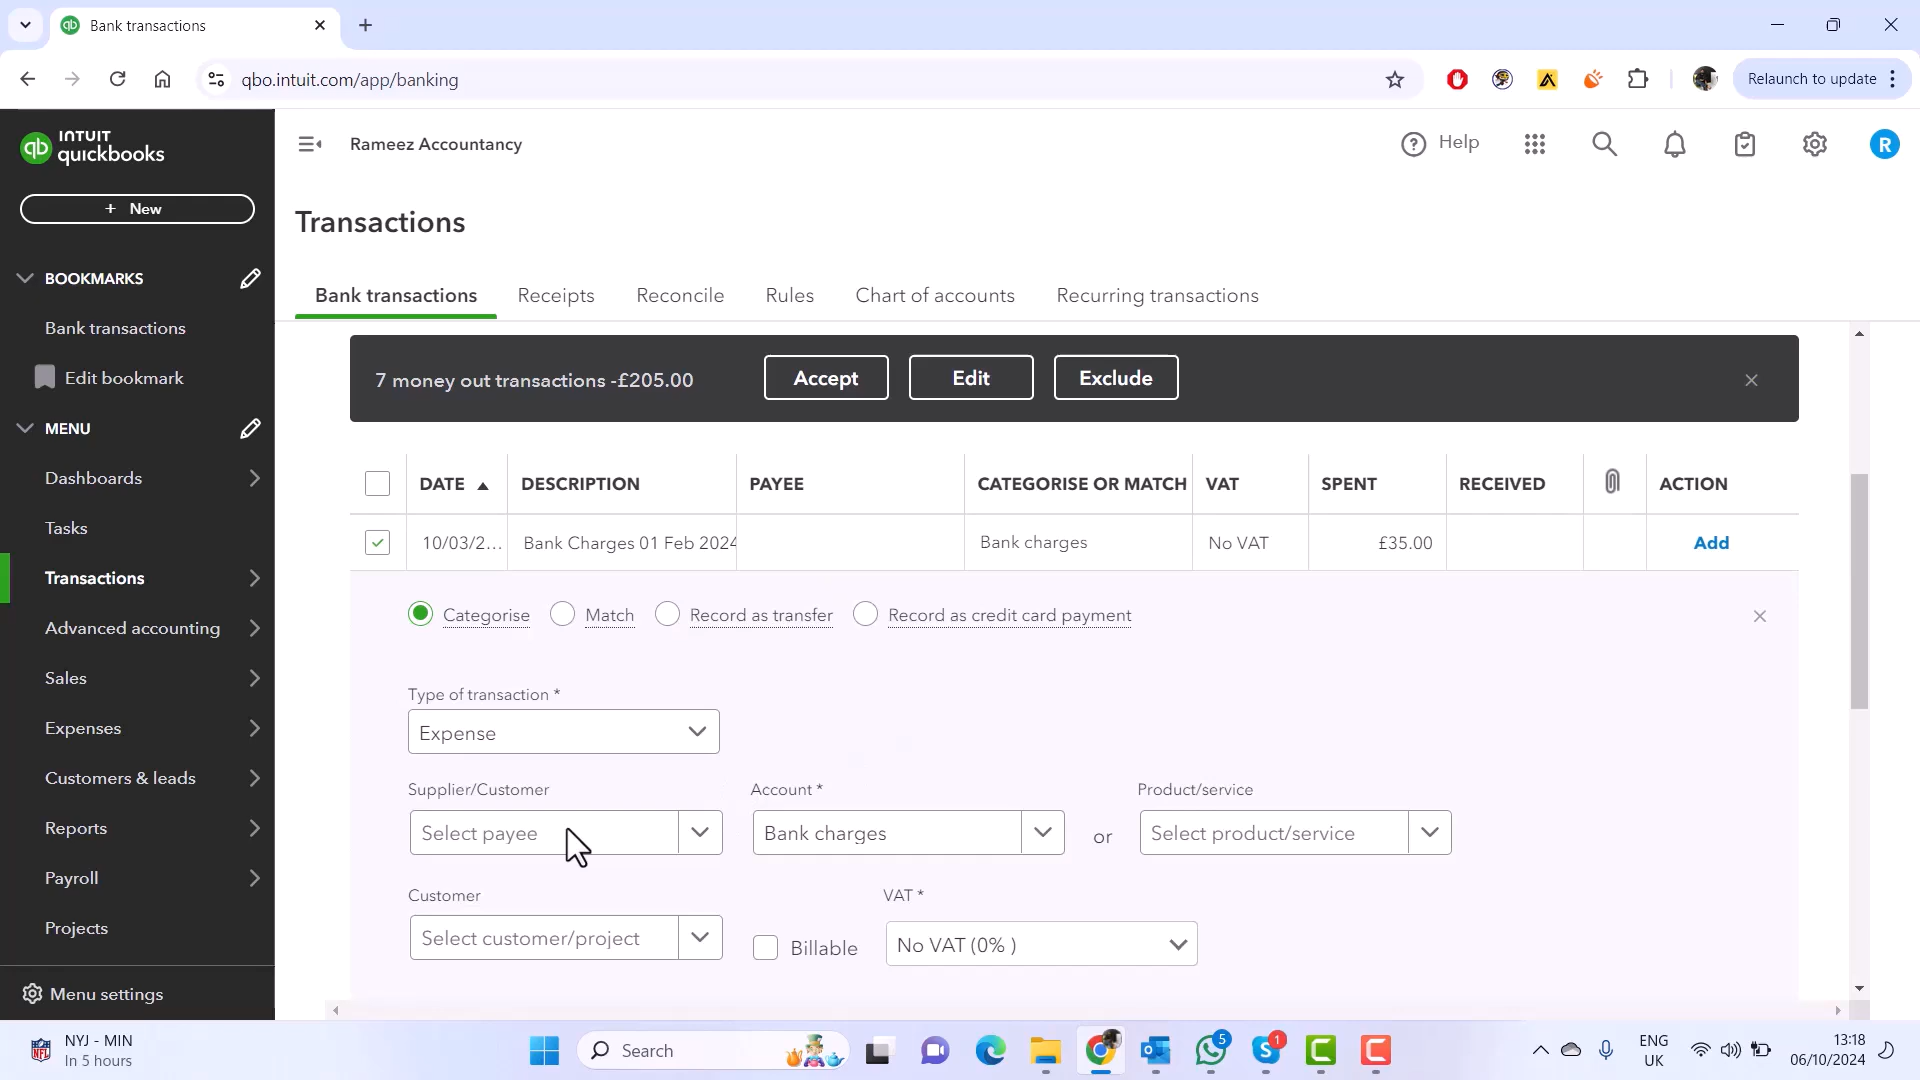 Bank transactions
qbo.intuit.com/app/banking
Relaunch to update
INTUIT
quickbooks
Rameez Accountancy
Help
R
+ New
Transactions
BOOKMARKS
Bank transactions
Edit bookmark
MENU
Dashboards
Tasks
Transactions
Advanced accounting
Sales
Expenses
Customers & leads
Reports
Payroll
Projects
Menu settings
Bank transactions Receipts Reconcile Rules Chart of accounts Recurring transactions
7 money out transactions -£205.00 Accept Edit Exclude
DATE DESCRIPTION PAYEE CATEGORISE OR MATCH VAT SPENT RECEIVED ACTION
10/03/2... Bank Charges 01 Feb 2024 Bank charges No VAT £35.00 Add
Categorise Match Record as transfer Record as credit card payment
Type of transaction *
Expense
Supplier/Customer Account * Product/service
Select payee Bank charges or Select product/service
Customer VAT *
Select customer/project Billable No VAT (0% )
NYJ - MIN
In 5 hours
Search
5
1
ENG
UK
13:18
06/10/2024